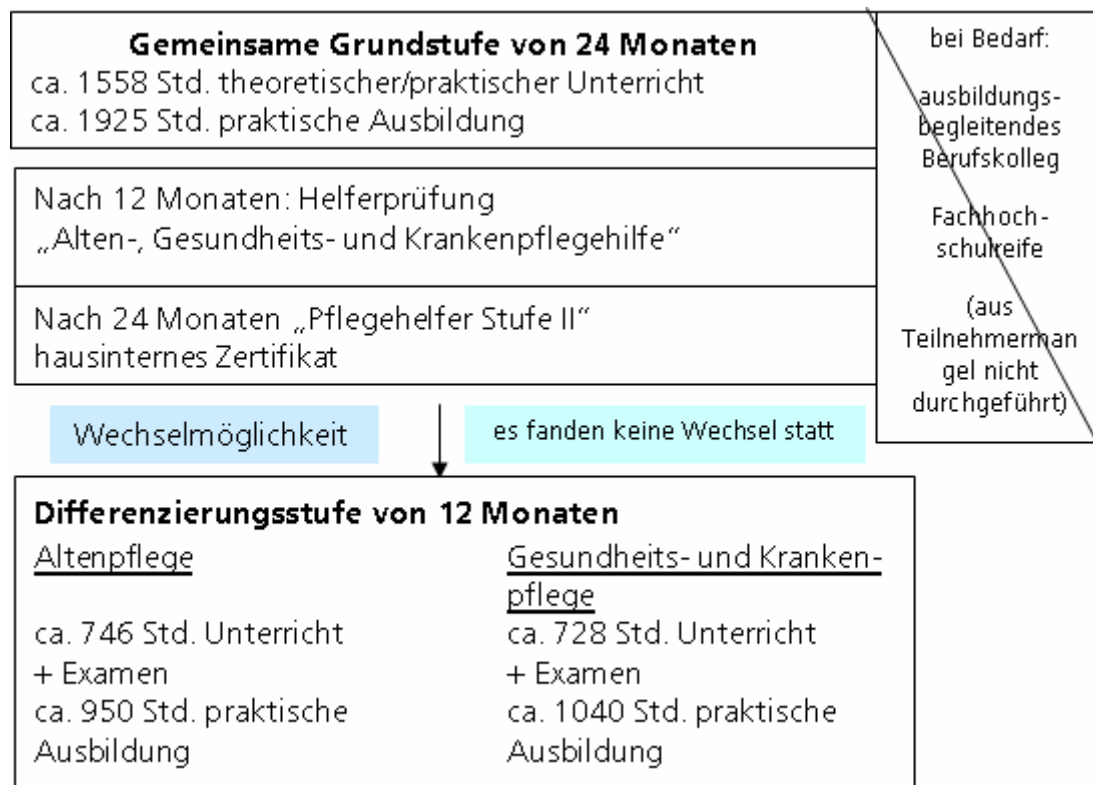 Gemeinsame Grundstufe von 24 Monaten
ca. 1558 Std. theoretischer/praktischer Unterricht
ca. 1925 Std. praktische Ausbildung
bei Bedarf:
ausbildungs-
begleitendes
Berufskolleg
Fachhoch-
schulreife
(aus
Teilnehmerman
gel nicht
durchgeführt)
Nach 12 Monaten: Helferprüfung
„Alten-, Gesundheits- und Krankenpflegehilfe“
Nach 24 Monaten „Pflegehelfer Stufe II“
hausinternes Zertifikat
Wechselmöglichkeit
es fanden keine Wechsel statt
Differenzierungsstufe von 12 Monaten
Altenpflege
ca. 746 Std. Unterricht
+ Examen
ca. 950 Std. praktische
Ausbildung
Gesundheits- und Kranken-
pflege
ca. 728 Std. Unterricht
+ Examen
ca. 1040 Std. praktische
Ausbildung